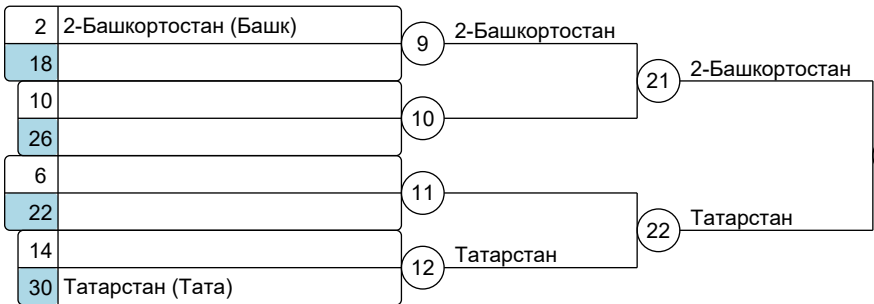 2 2-Башкортостан (Башк)
9 2-Башкортостан
18
21 2-Башкортостан
10
10
26
6
11
22
22 Татарстан
14
12 Татарстан
30 Татарстан (Тата)